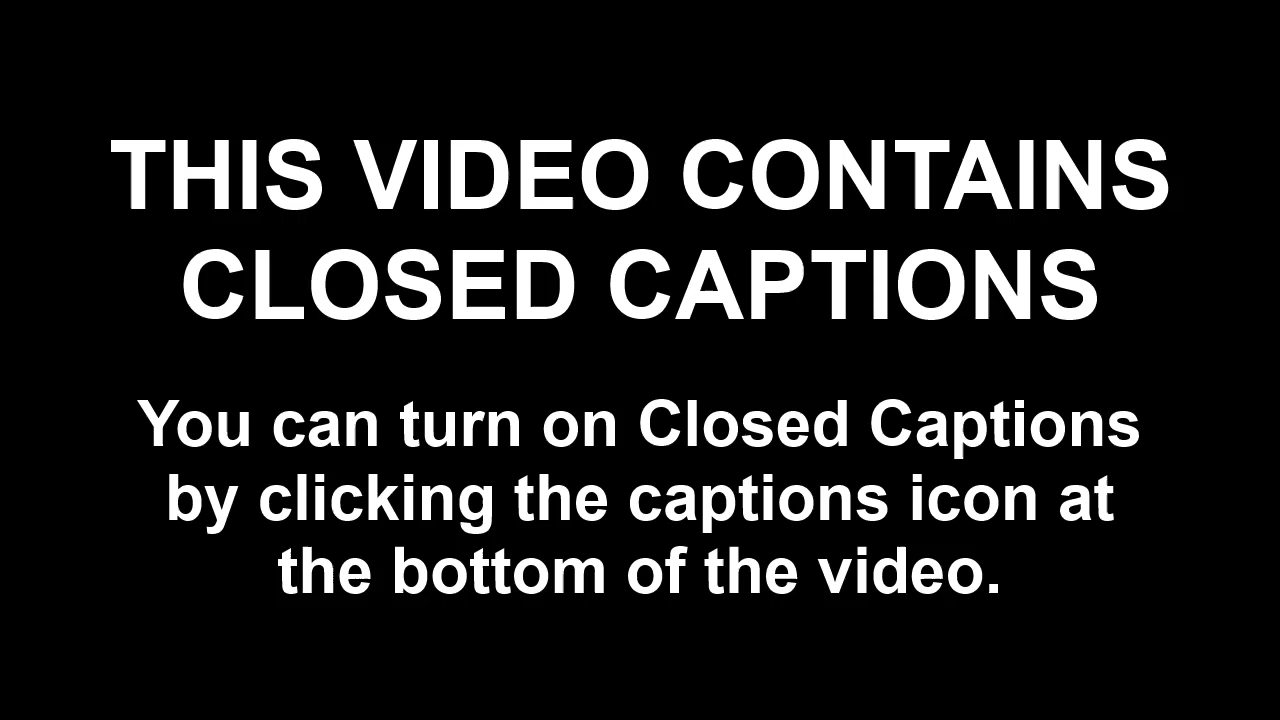 THIS VIDEO CONTAINS
CLOSED CAPTIONS
You can turn on Closed Captions
by clicking the captions icon at
the bottom of the video.